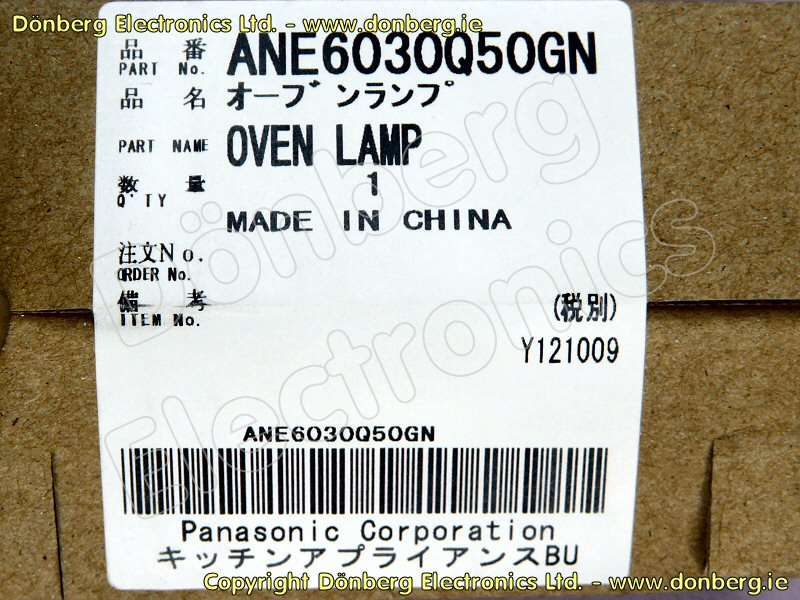 Dönberg Electronics Ltd. - www.donberg.ie
品 番 ANE6030Q50GN
PART No.
品 名 オーブンランプ
PART NAME OVEN LAMP
数 量 1
Q'TY
MADE IN CHINA
注文No.
ORDER No.
備 考 (税別)
ITEM No.
Y121009
ANE6030Q50GN
Panasonic Corporation
キッチンアプライアンスBU
Copyright Dönberg Electronics Ltd. - www.donberg.ie
Dönberg
Electronics